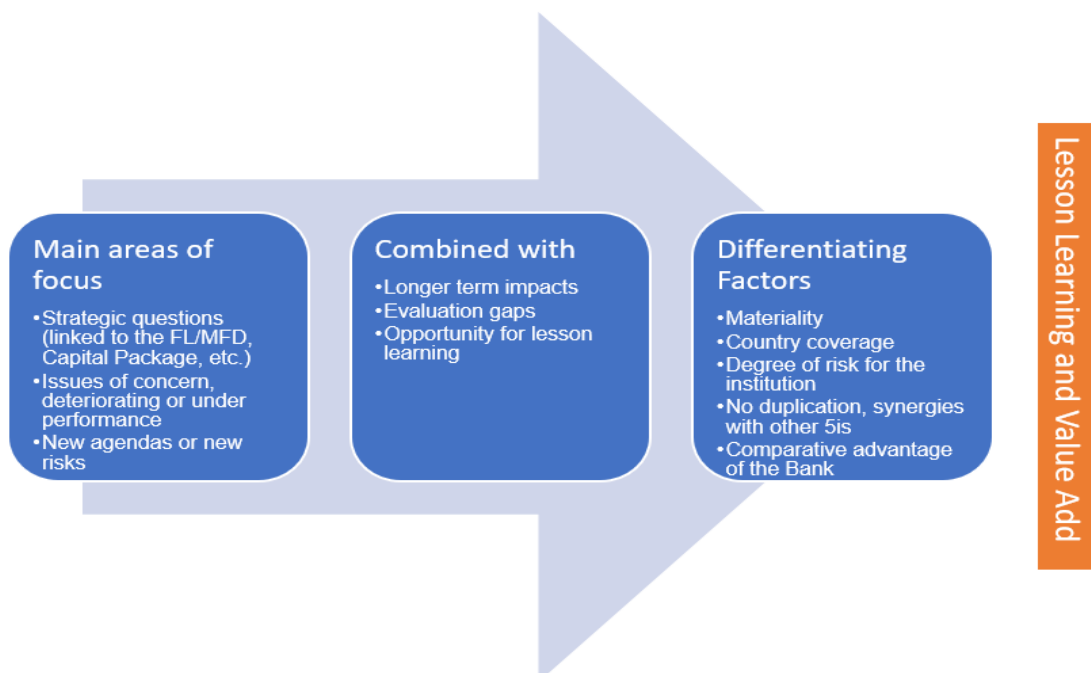 Main areas of
focus
•Strategic questions
(linked to the FL/MFD,
Capital Package, etc.)
•Issues of concern,
deteriorating or under
performance
•New agendas or new
risks
Combined with
•Longer term impacts
•Evaluation gaps
•Opportunity for lesson
learning
Differentiating
Factors
•Materiality
•Country coverage
•Degree of risk for the
institution
•No duplication, synergies
with other 5is
•Comparative advantage
of the Bank
Lesson Learning and Value Add